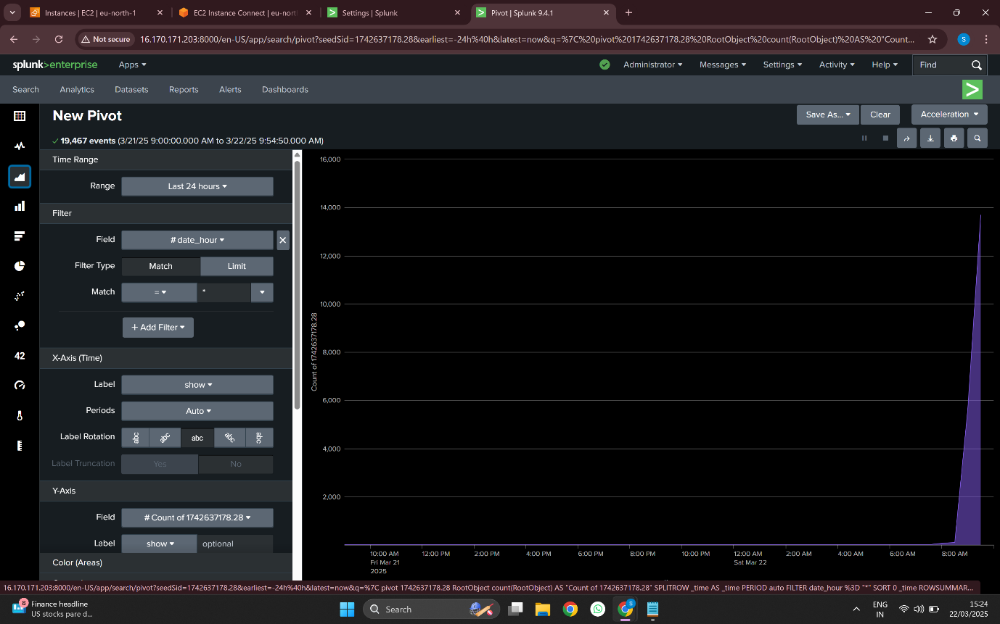 Instances | EC2 | eu-north-1
EC2 Instance Connect | eu-nort
Settings | Splunk
Pivot | Splunk 9.4.1
Not secure
16.170.171.203:8000/en-US/app/search/pivot?seedSid=1742637178.28&earliest=-24h%40h&latest=now&q=%7C%20pivot%201742637178.28%20RootObject%20count(RootObject)%20AS%20"Count...
S
splunk>enterprise
Apps
Administrator
Messages
Settings
Activity
Help
Find
Search
Analytics
Datasets
Reports
Alerts
Dashboards
>
New Pivot
Save As...
Clear
Acceleration
19,467 events (3/21/25 9:00:00.000 AM to 3/22/25 9:54:50.000 AM)
Time Range
Range
Last 24 hours
Filter
Field
# date_hour
Filter Type
Match
Limit
Match
=
*
+ Add Filter
X-Axis (Time)
Label
show
Periods
Auto
Label Rotation
abc
abc
abc
abc
abc
Label Truncation
Yes
No
Y-Axis
Field
# Count of 1742637178.28
Label
show
optional
Color (Areas)
42
Count of 1742637178.28
16,000
14,000
12,000
10,000
8,000
6,000
4,000
2,000
10:00 AM
Fri Mar 21
2025
12:00 PM
2:00 PM
4:00 PM
6:00 PM
8:00 PM
10:00 PM
12:00 AM
Sat Mar 22
2:00 AM
4:00 AM
6:00 AM
8:00 AM
16.170.171.203:8000/en-US/app/search/pivot?seedSid=1742637178.28&earliest=-24h%40h&latest=now&q=%7C pivot 1742637178.28 RootObject count(RootObject) AS "Count of 1742637178.28" SPLITROW _time AS _time PERIOD auto FILTER date_hour %3D "*" SORT 0 _time ROWSUMMAR...
8
Finance headline
US stocks pare d...
Search
S
ENG
IN
15:24
22/03/2025